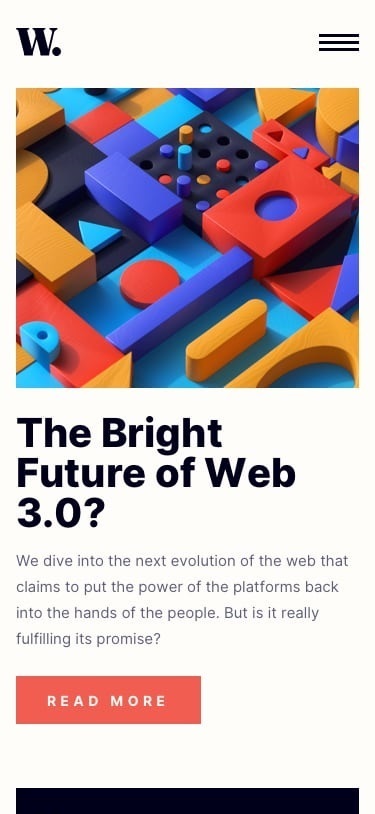 W.
The Bright
Future of Web
3.0?
We dive into the next evolution of the web that
claims to put the power of the platforms back
into the hands of the people. But is it really
fulfilling its promise?
READ MORE